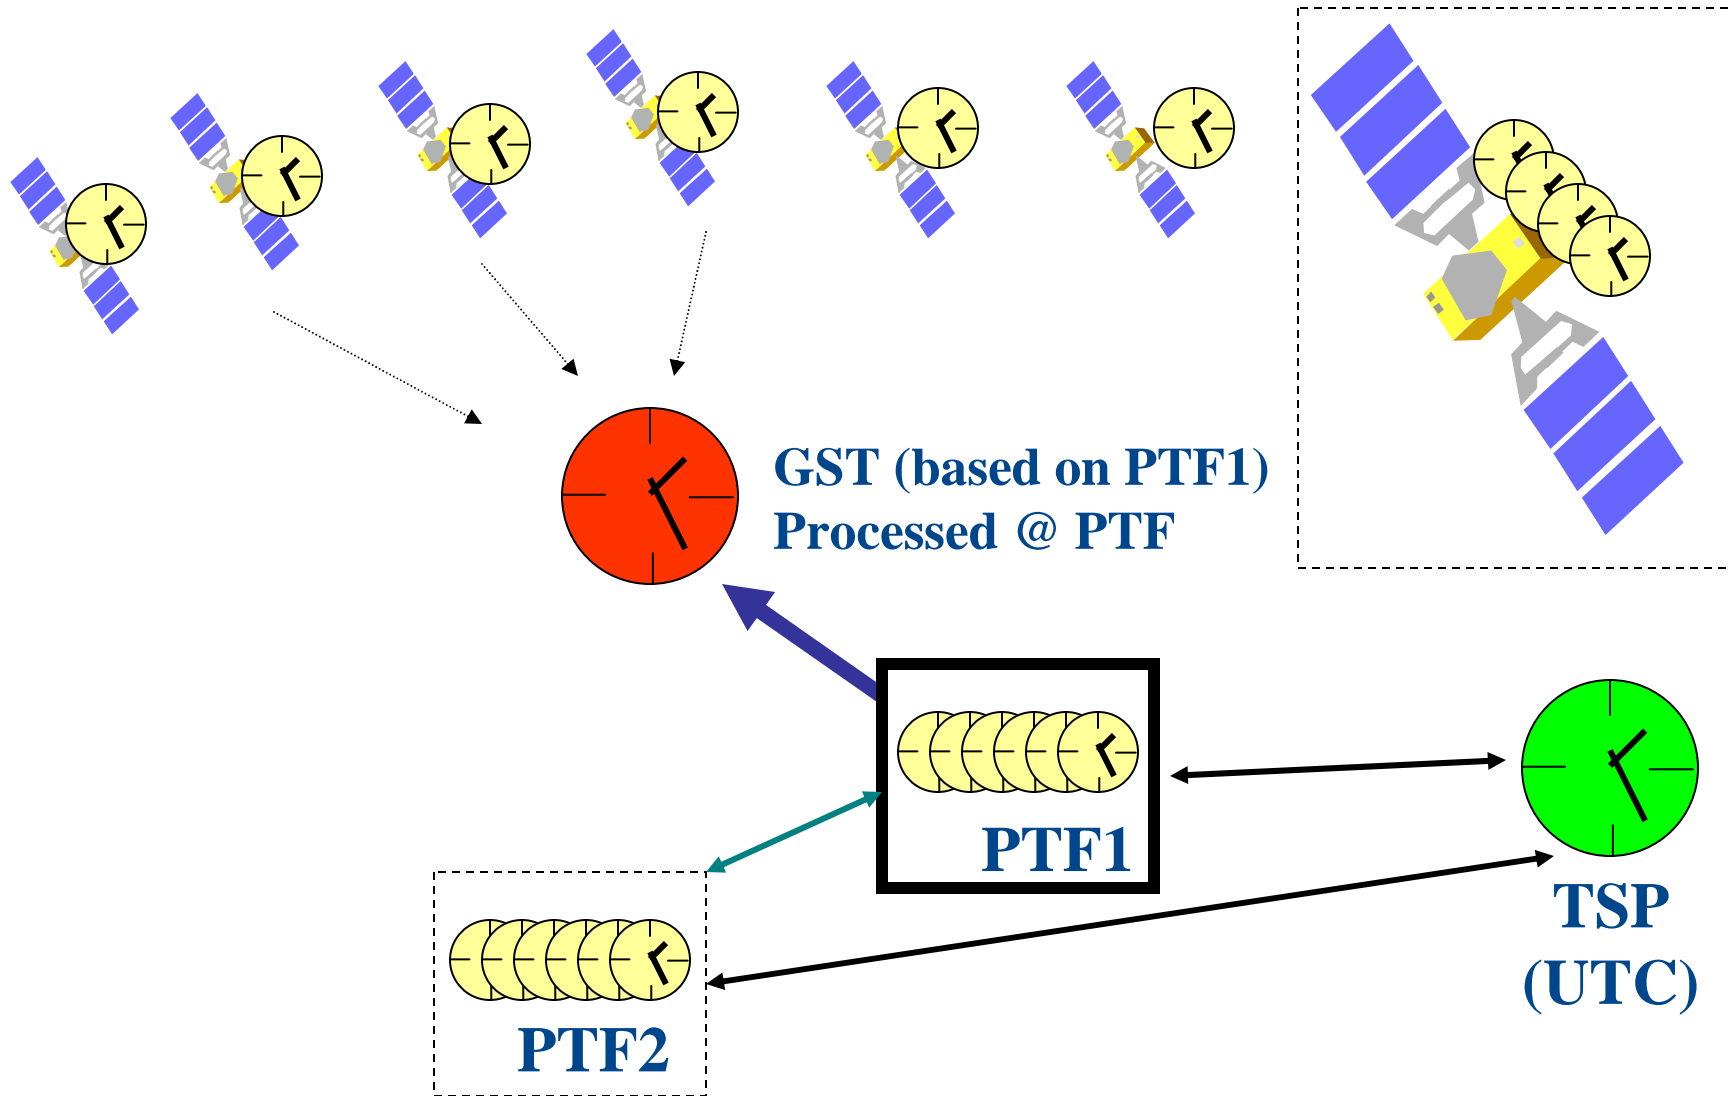 GST (based on PTF1)
Processed @ PTF
PTF1
TSP
(UTC)
PTF2